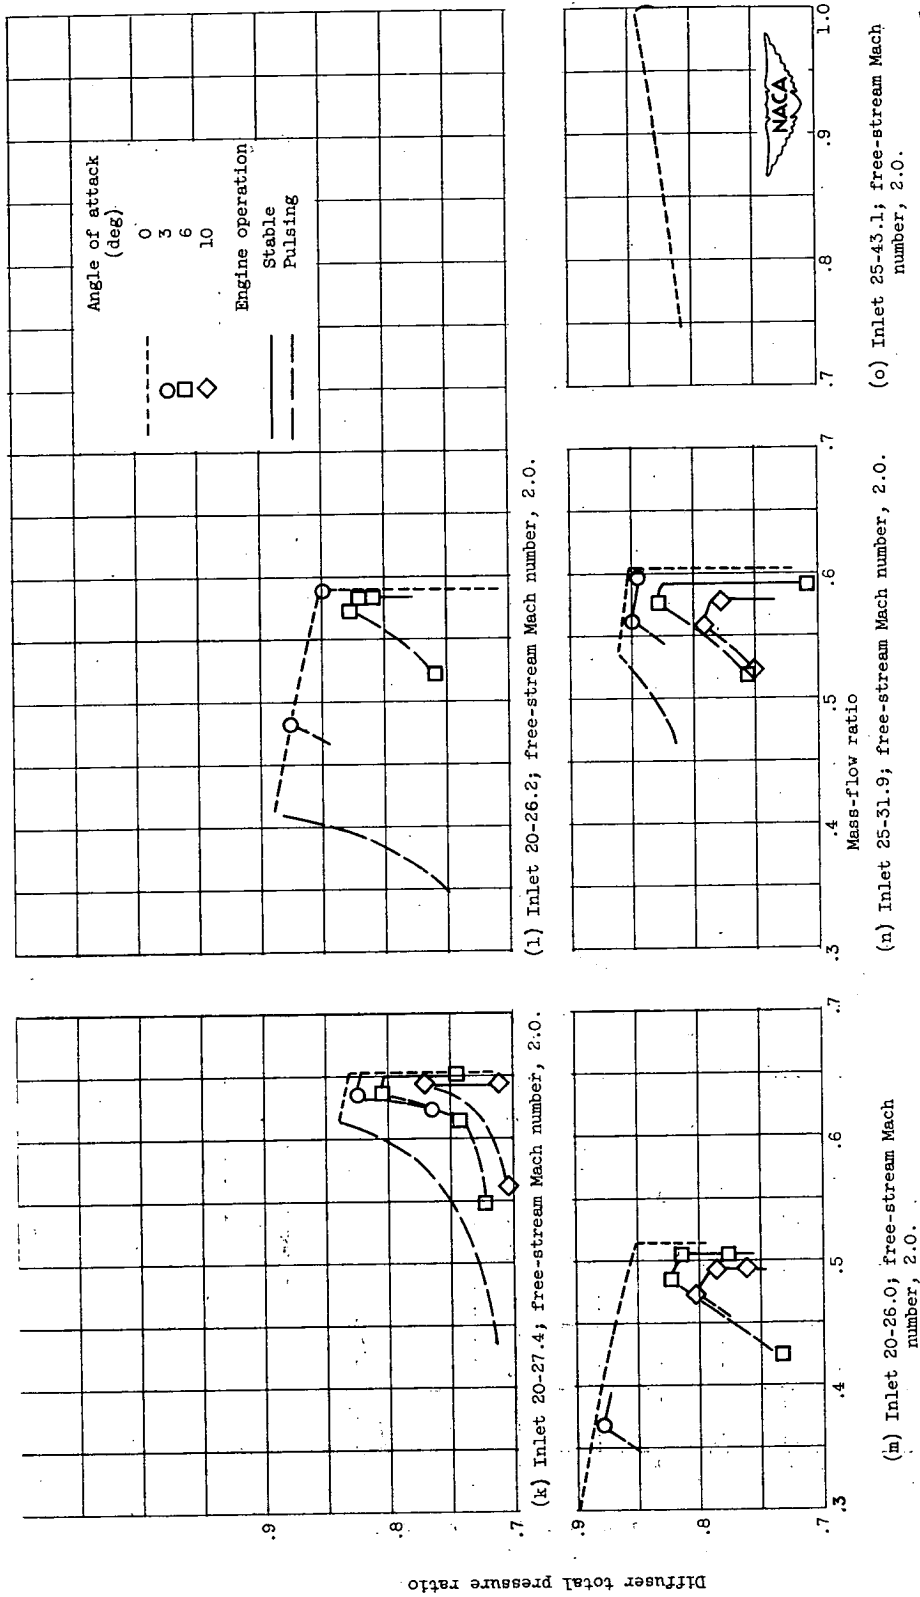 Angle of attack
(deg)
0
3
6
10
Engine operation
Stable
Pulsing
.9
.8
.7
(k) Inlet 20-27.4; free-stream Mach number, 2.0.
(l) Inlet 20-26.2; free-stream Mach number, 2.0.
Diffuser total pressure ratio
.9
.8
.7
.3
.4
.5
.6
.7
(m) Inlet 20-26.0; free-stream Mach
number, 2.0.
.3
.4
.5
.6
.7
Mass-flow ratio
(n) Inlet 25-31.9; free-stream Mach number, 2.0.
NACA
.7
.8
.9
1.0
(o) Inlet 25-43.1; free-stream Mach
number, 2.0.